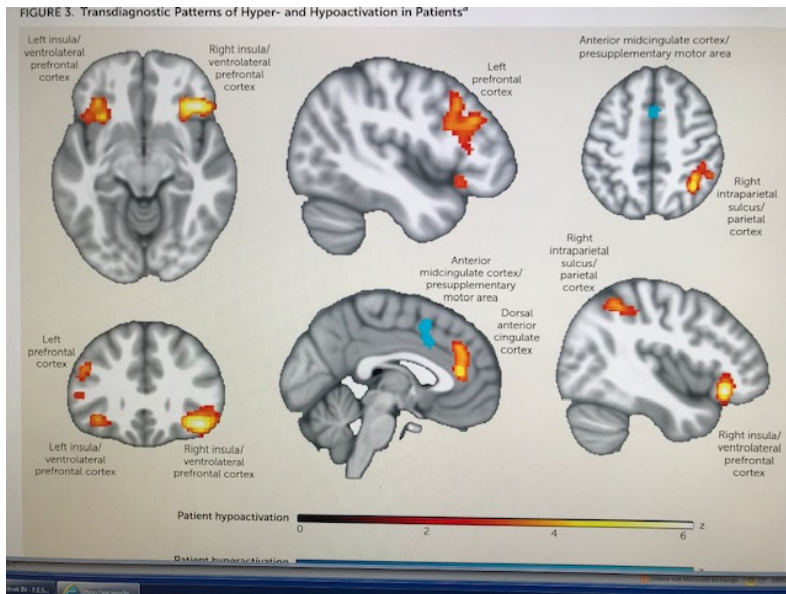 FIGURE 3. Transdiagnostic Patterns of Hyper- and Hypoactivation in Patientsª
Left insula/
ventrolateral
prefrontal
cortex
Right insula/
ventrolateral
prefrontal
cortex
Left
prefrontal
cortex
Anterior midcingulate cortex/
presupplementary motor area
Right
intraparietal
sulcus/
parietal
cortex
Left
prefrontal
cortex
Left insula/
ventrolateral
prefrontal cortex
Right insula/
ventrolateral
prefrontal cortex
Anterior
midcingulate cortex/
presupplementary
motor area
Dorsal
anterior
cingulate
cortex
Right
intraparietal
sulcus/
parietal
cortex
Right insula/
ventrolateral
prefrontal
cortex
Patient hypoactivation
0
2
4
6
z
Patient hyperactivation